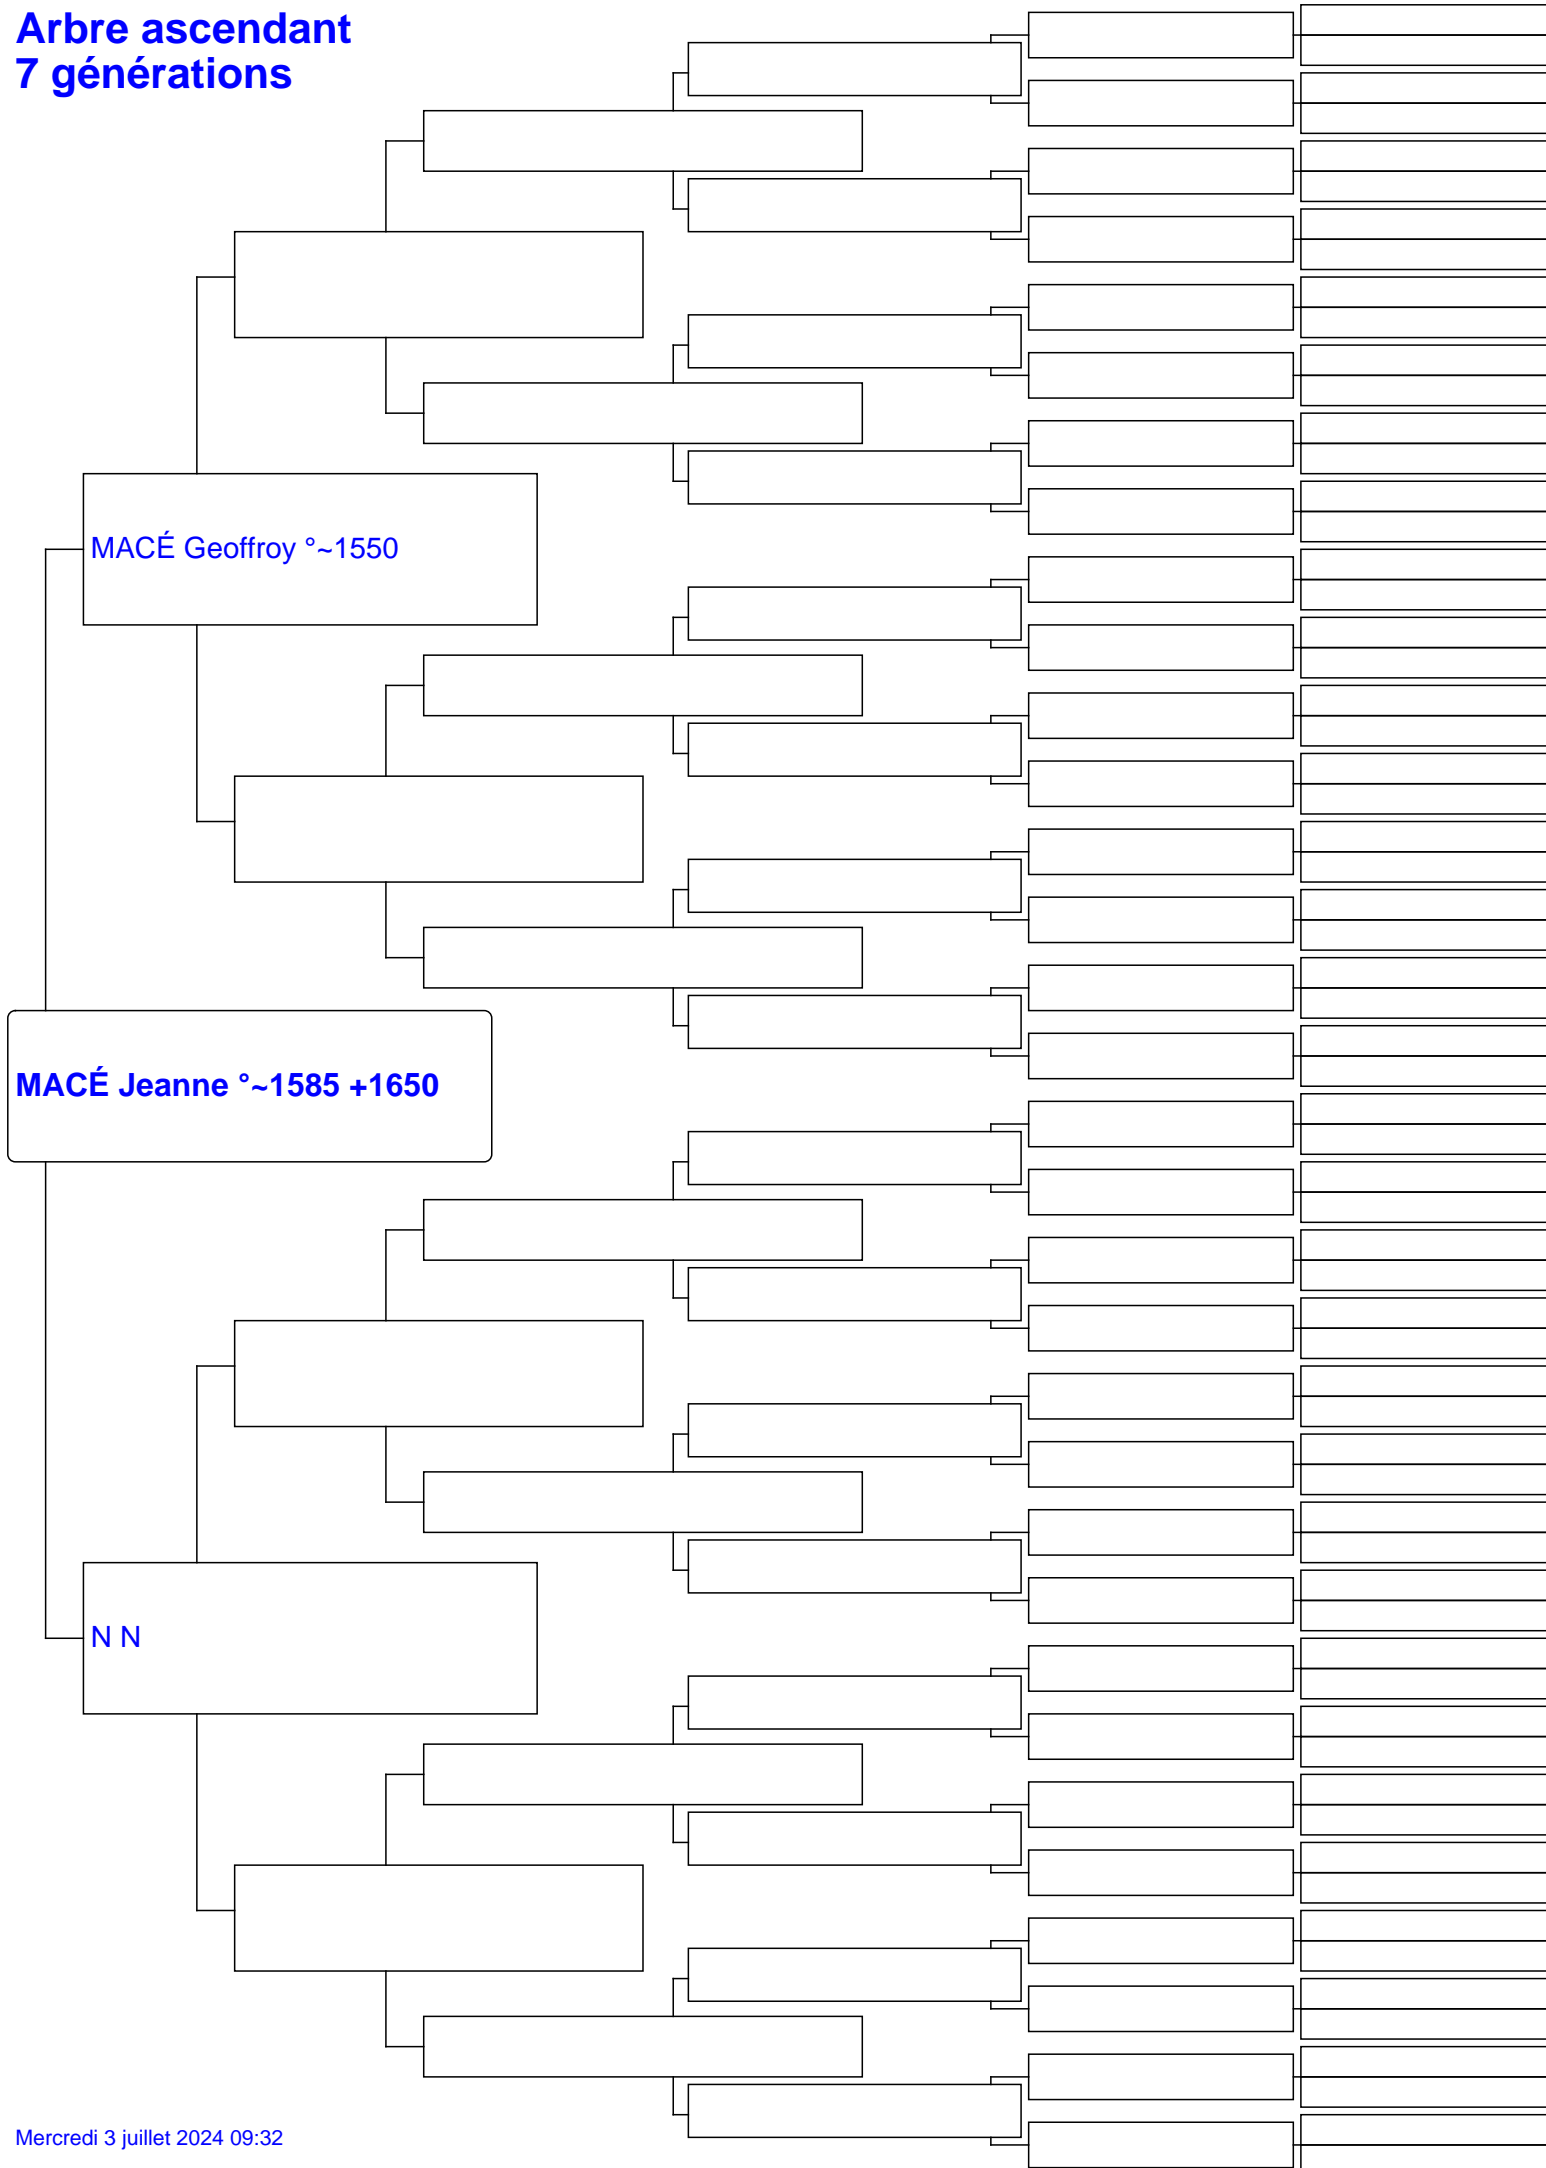 Arbre ascendant
7 générations
MACÉ Geoffroy °~1550
MACÉ Jeanne °~1585 +1650
N N
Mercredi 3 juillet 2024 09:32